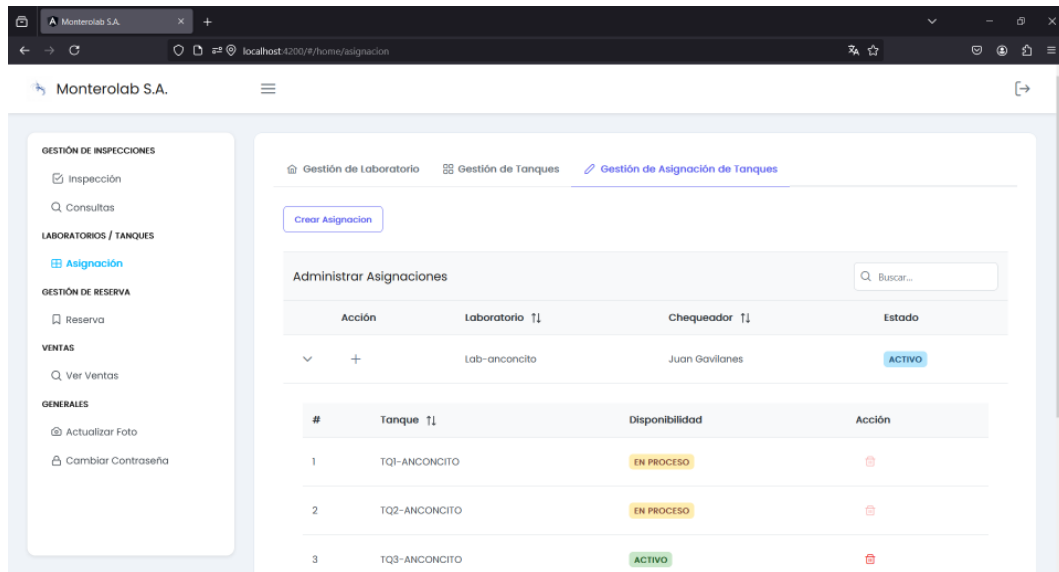 Monterolab S.A.
localhost:4200/#/home/asignacion
Monterolab S.A.
GESTIÓN DE INSPECCIONES
Inspección
Consultas
LABORATORIOS / TANQUES
Asignación
GESTIÓN DE RESERVA
Reserva
VENTAS
Ver Ventas
GENERALES
Actualizar Foto
Cambiar Contraseña
Gestión de Laboratorio Gestión de Tanques Gestión de Asignación de Tanques
Crear Asignacion
Administrar Asignaciones Buscar...
Acción Laboratorio Chequeador Estado
Lab-anconcito Juan Gavilanes ACTIVO
# Tanque Disponibilidad Acción
1 TQ1-ANCONCITO EN PROCESO
2 TQ2-ANCONCITO EN PROCESO
3 TQ3-ANCONCITO ACTIVO